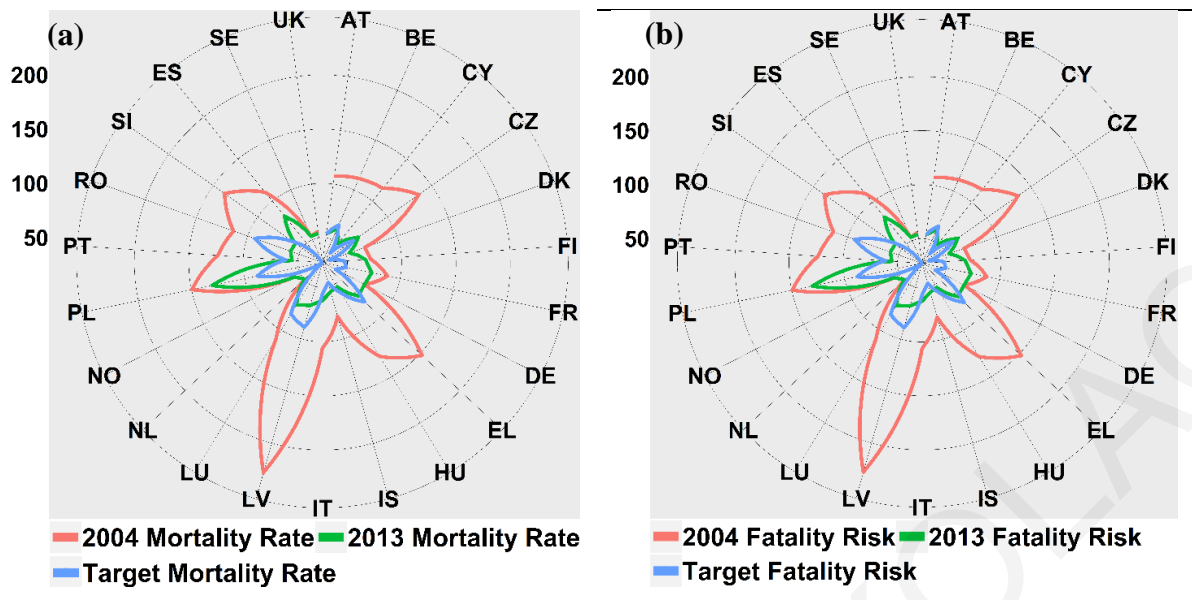 (a)
UK AT
SE BE
ES CY
SI CZ
RO DK
PT FI
PL FR
NO DE
NL EL
LU HU
LV IS
IT
200
150
100
50
2004 Mortality Rate 2013 Mortality Rate
Target Mortality Rate
(b)
UK AT
SE BE
ES CY
SI CZ
RO DK
PT FI
PL FR
NO DE
NL EL
LU HU
LV IS
IT
200
150
100
50
2004 Fatality Risk 2013 Fatality Risk
Target Fatality Risk